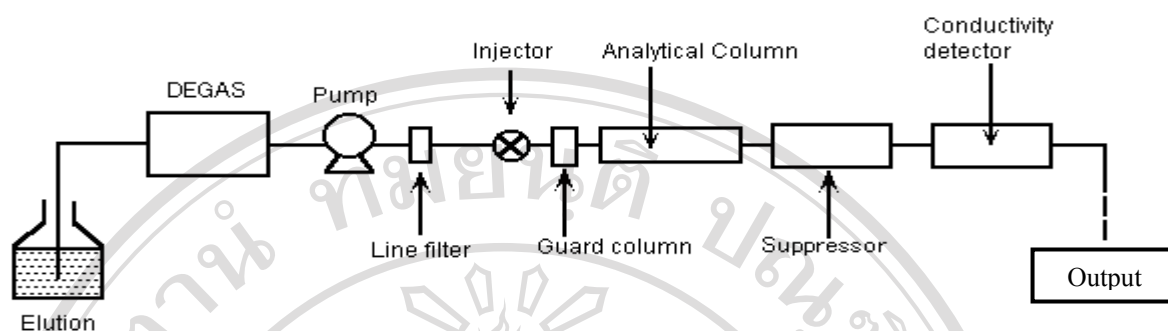 Conductivity
detector
Injector
Analytical Column
DEGAS
Pump
Line filter
Guard column
Suppressor
Output
Elution